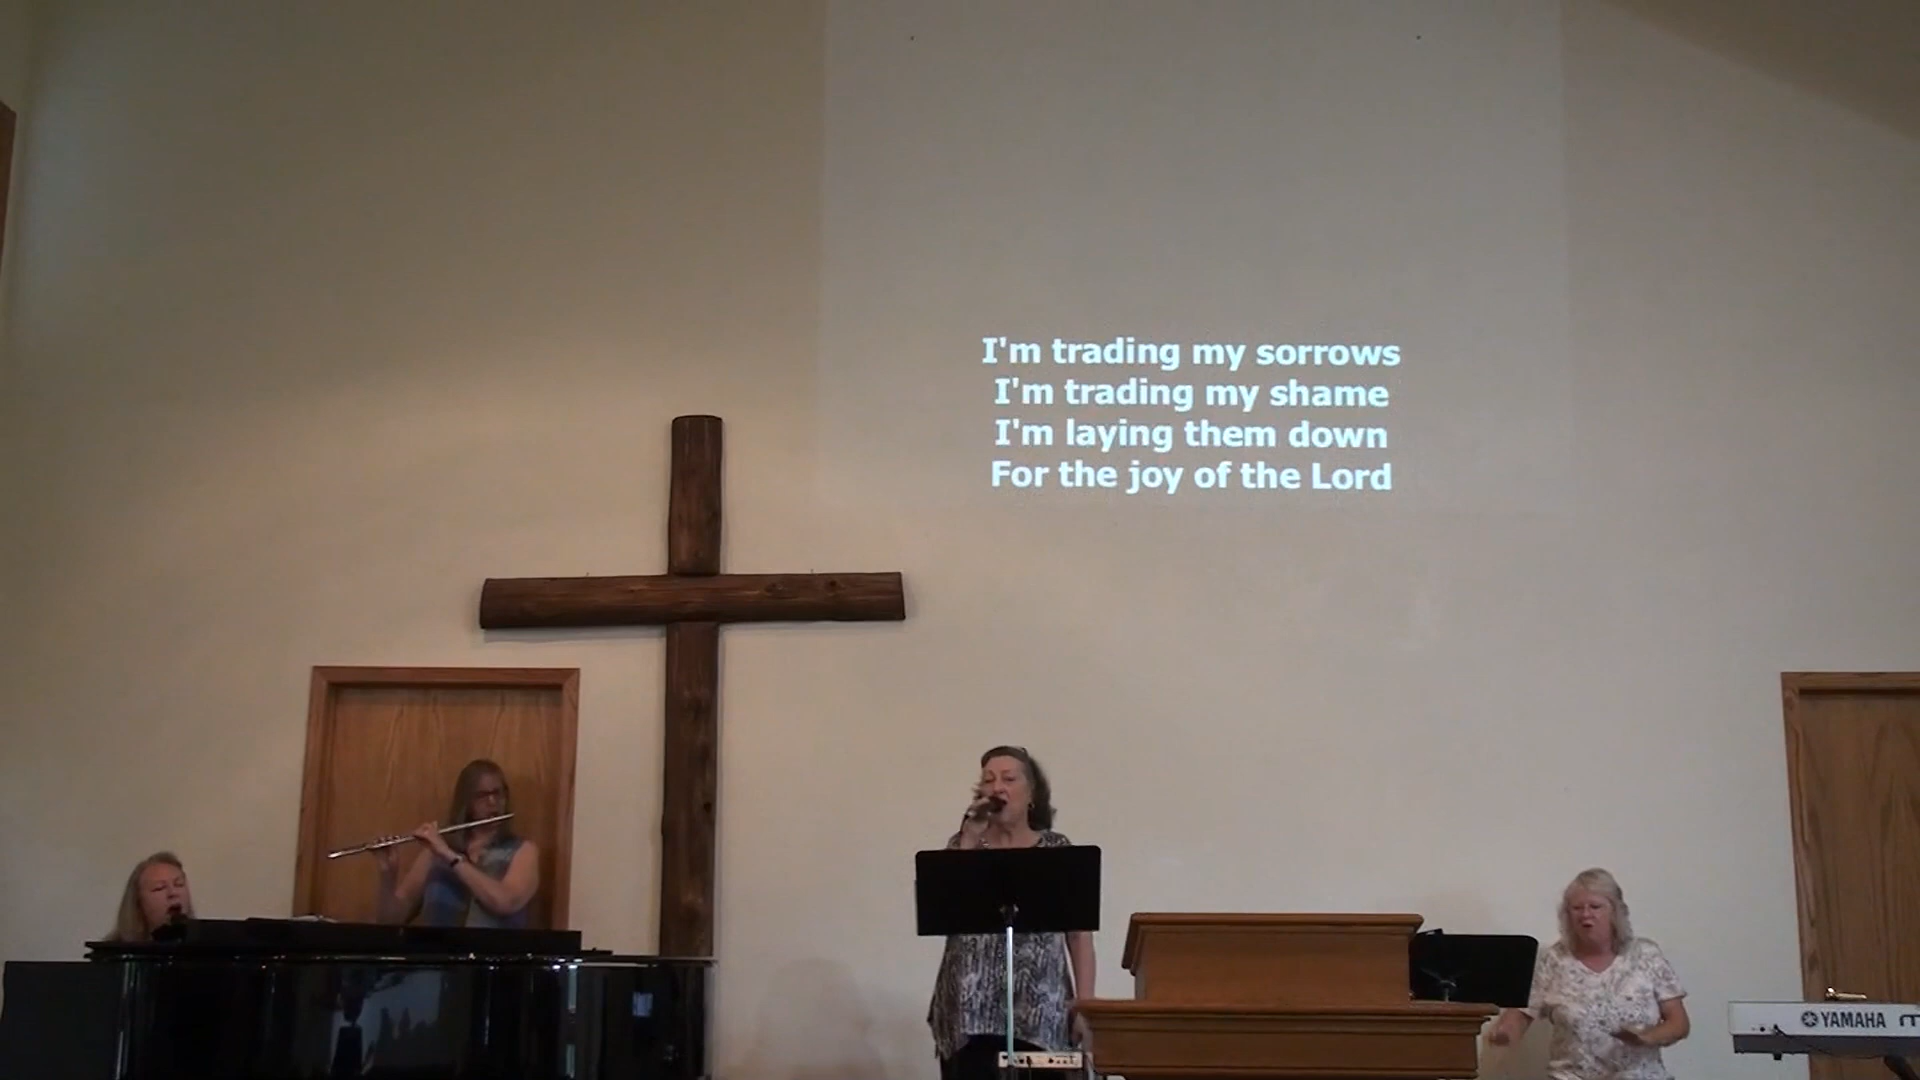 I'm trading my sorrows
I'm trading my shame
I'm laying them down
For the joy of the Lord
YAMAHA